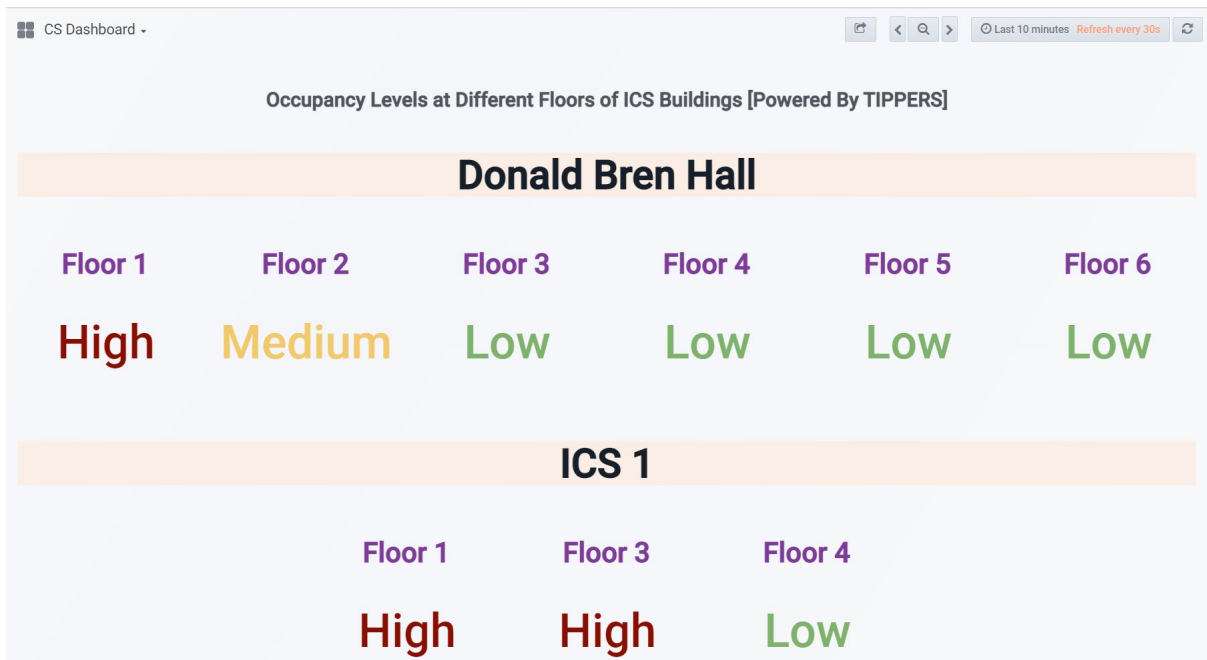 CS Dashboard
Last 10 minutes Refresh every 30s
Occupancy Levels at Different Floors of ICS Buildings [Powered By TIPPERS]
Donald Bren Hall
Floor 1 Floor 2 Floor 3 Floor 4 Floor 5 Floor 6
High Medium Low Low Low Low
ICS 1
Floor 1 Floor 3 Floor 4
High High Low